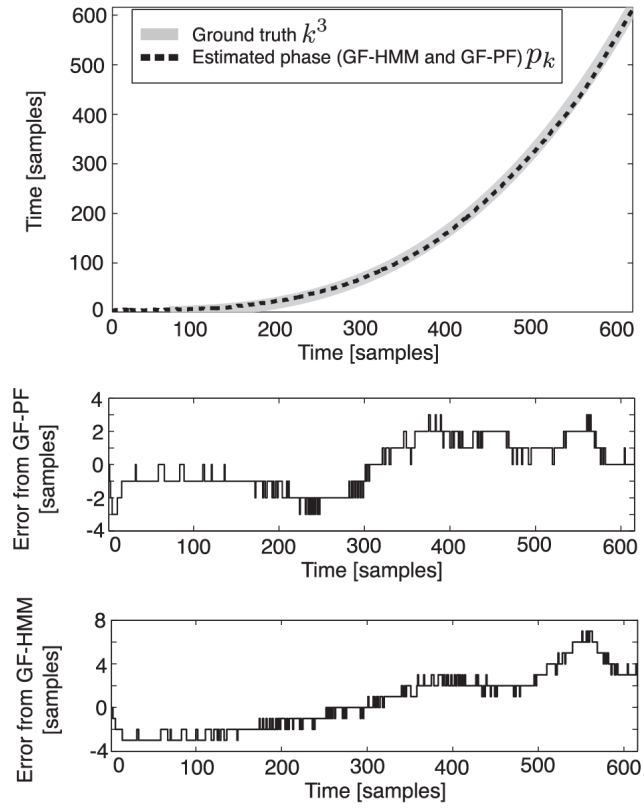 Ground truth k³
Estimated phase (GF-HMM and GF-PF) pₖ
Time [samples]
600
500
400
300
200
100
0
0 100 200 300 400 500 600
Time [samples]
Error from GF-PF
[samples]
4
2
0
-2
-4
0 100 200 300 400 500 600
Time [samples]
Error from GF-HMM
[samples]
8
4
0
-4
0 100 200 300 400 500 600
Time [samples]